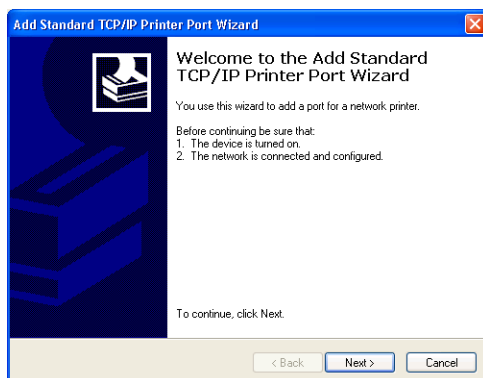 Add Standard TCP/IP Printer Port Wizard
Welcome to the Add Standard
TCP/IP Printer Port Wizard
You use this wizard to add a port for a network printer.
Before continuing be sure that:
1. The device is turned on.
2. The network is connected and configured.
To continue, click Next.
< Back
Next >
Cancel